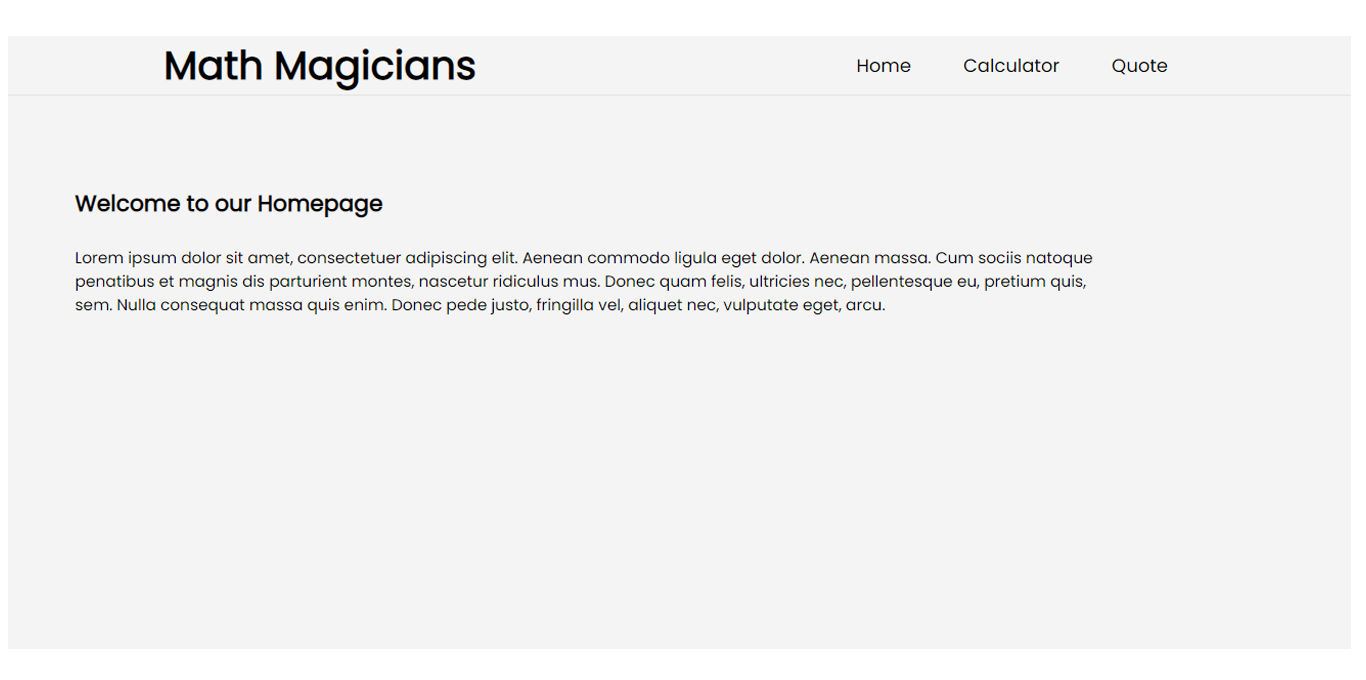 Math Magicians
Home Calculator Quote
Welcome to our Homepage
Lorem ipsum dolor sit amet, consectetuer adipiscing elit. Aenean commodo ligula eget dolor. Aenean massa. Cum sociis natoque
penatibus et magnis dis parturient montes, nascetur ridiculus mus. Donec quam felis, ultricies nec, pellentesque eu, pretium quis,
sem. Nulla consequat massa quis enim. Donec pede justo, fringilla vel, aliquet nec, vulputate eget, arcu.